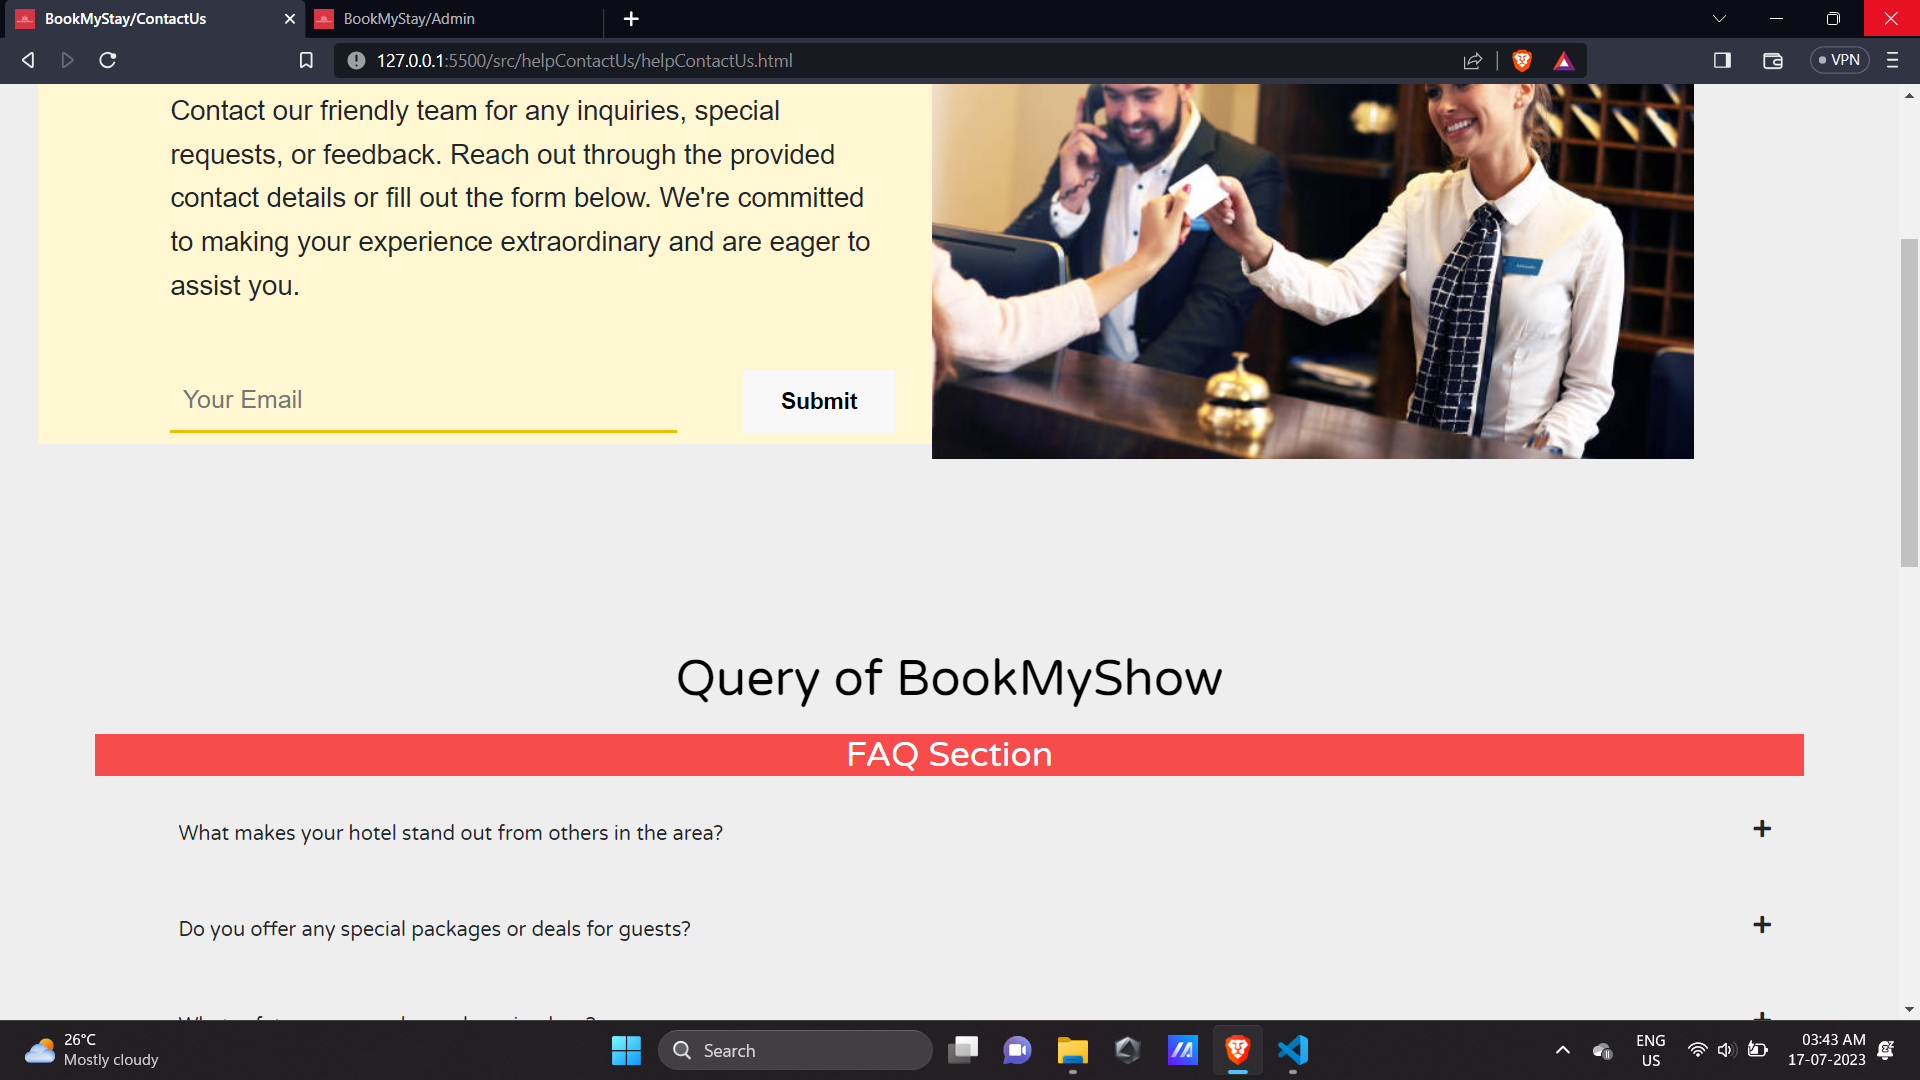 BookMyStay/ContactUs
BookMyStay/Admin
127.0.0.1:5500/src/helpContactUs/helpContactUs.html
VPN
Contact our friendly team for any inquiries, special
requests, or feedback. Reach out through the provided
contact details or fill out the form below. We're committed
to making your experience extraordinary and are eager to
assist you.
Your Email
Submit
Query of BookMyShow
FAQ Section
What makes your hotel stand out from others in the area?
Do you offer any special packages or deals for guests?
26°C
Mostly cloudy
Search
ENG
US
03:43 AM
17-07-2023